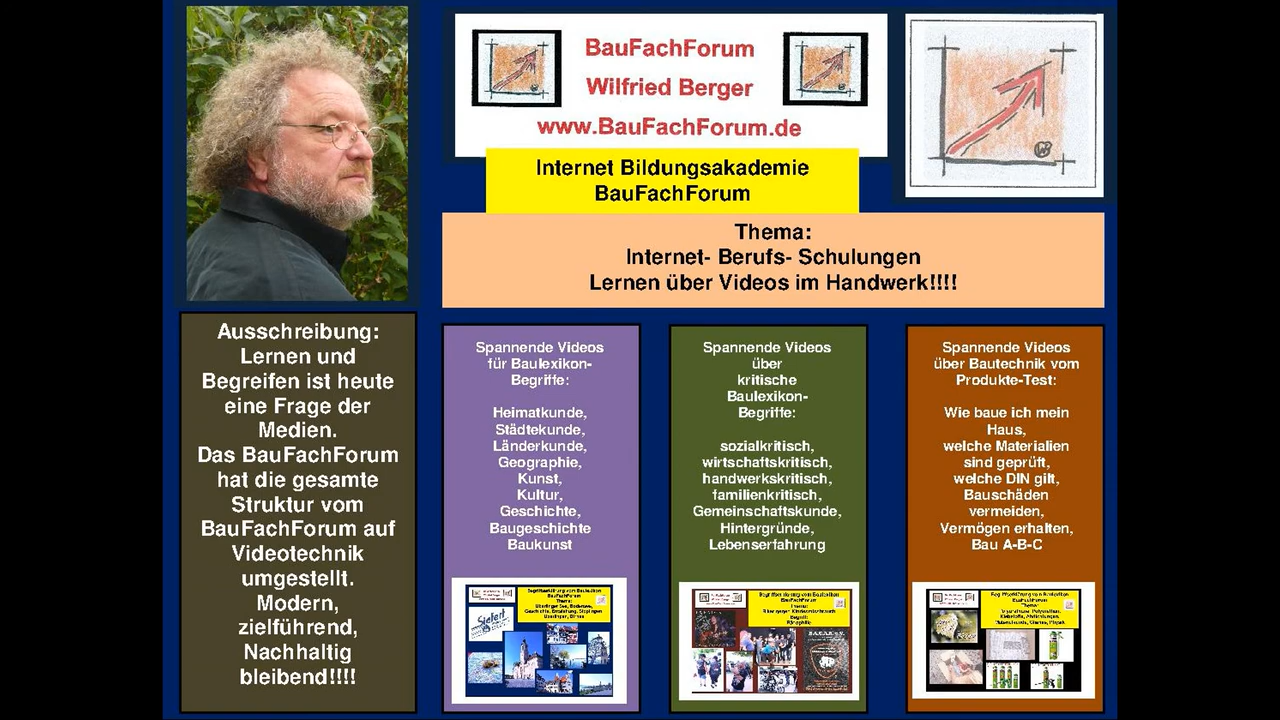 BauFachForum
Wilfried Berger
www.BauFachForum.de
Internet Bildungsakademie
BauFachForum
Thema:
Internet- Berufs- Schulungen
Lernen über Videos im Handwerk!!!!
Ausschreibung:
Lernen und
Begreifen ist heute
eine Frage der
Medien.
Das BauFachForum
hat die gesamte
Struktur vom
BauFachForum auf
Videotechnik
umgestellt.
Modern,
zielführend,
Nachhaltig
bleibend!!!!
Spannende Videos
für Baulexikon-
Begriffe:
Heimatkunde,
Städtekunde,
Länderkunde,
Geographie,
Kunst,
Kultur,
Geschichte,
Baugeschichte
Baukunst
Spannende Videos
über
kritische
Baulexikon-
Begriffe:
sozialkritisch,
wirtschaftskritisch,
handwerkskritisch,
familienkritisch,
Gemeinschaftskunde,
Hintergründe,
Lebenserfahrung
Spannende Videos
über Bautechnik vom
Produkte-Test:
Wie baue ich mein
Haus,
welche Materialien
sind geprüft,
welche DIN gilt,
Bauschäden
vermeiden,
Vermögen erhalten,
Bau A-B-C